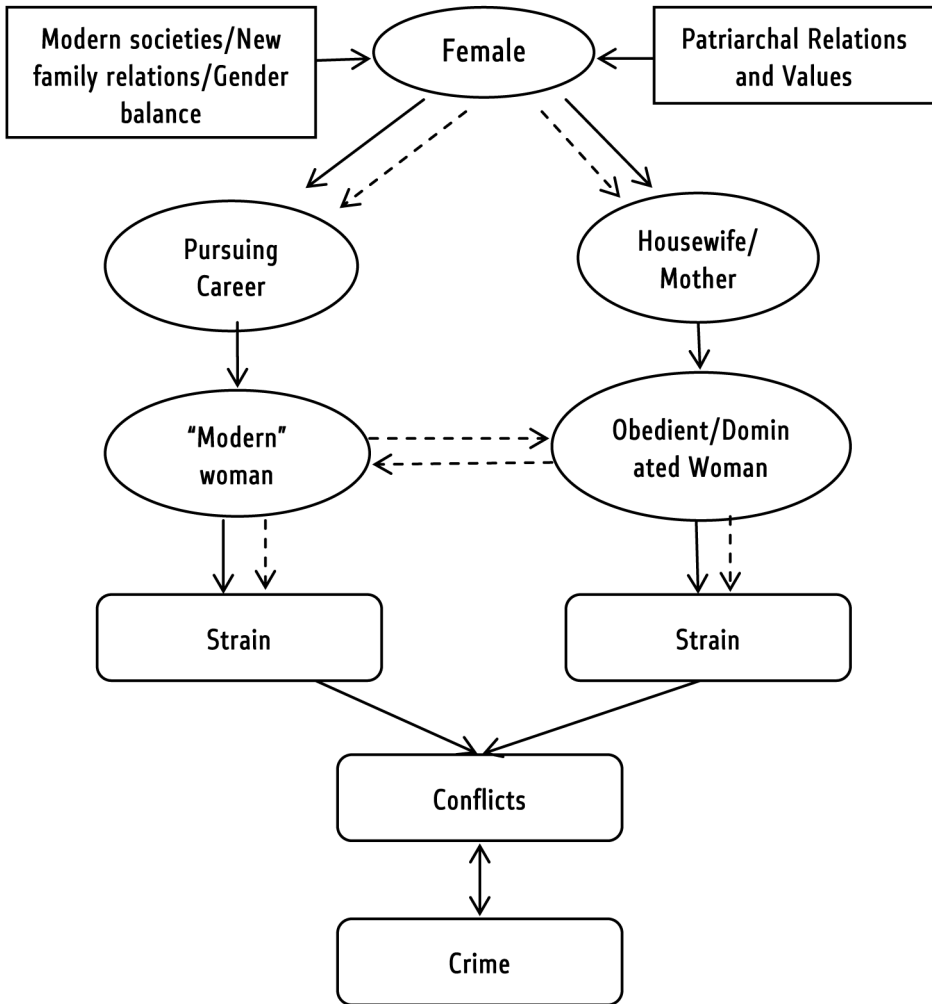 Modern societies/New
family relations/Gender
balance
Female
Patriarchal Relations
and Values
Pursuing
Career
Housewife/
Mother
“Modern”
woman
Obedient/Domin
ated Woman
Strain
Strain
Conflicts
Crime